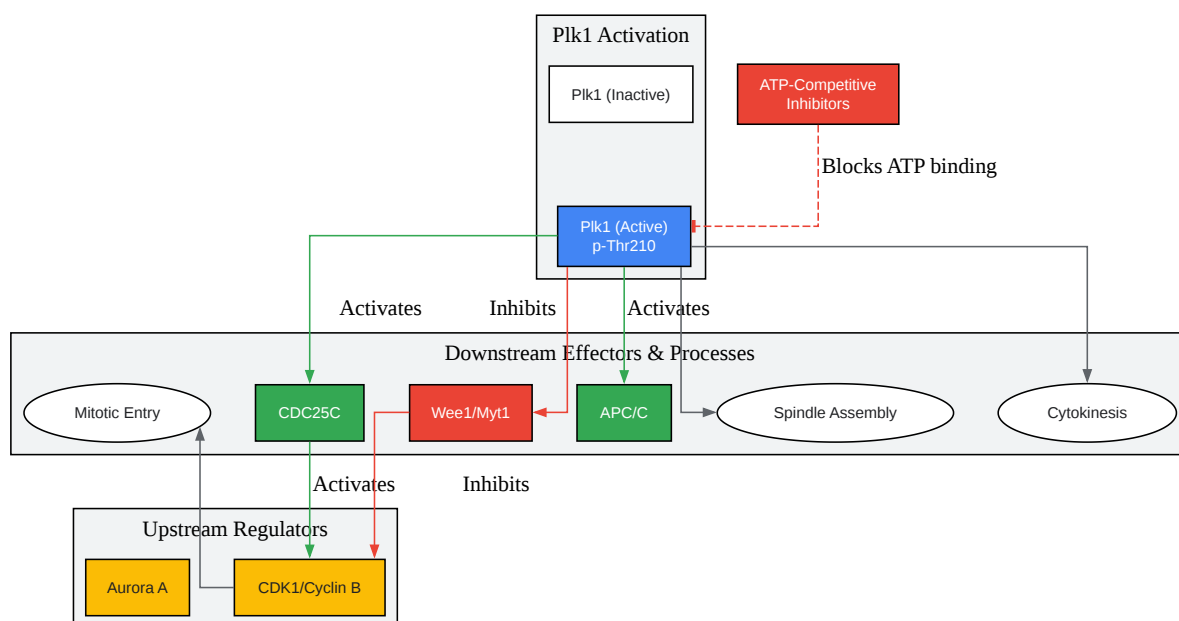 Plk1 Activation
Plk1 (Inactive)
ATP-Competitive
Inhibitors
Blocks ATP binding
Plk1 (Active)
p-Thr210
Activates
Inhibits
Activates
Downstream Effectors & Processes
Mitotic Entry
CDC25C
Wee1/Myt1
APC/C
Spindle Assembly
Cytokinesis
Activates
Inhibits
Upstream Regulators
Aurora A
CDK1/Cyclin B